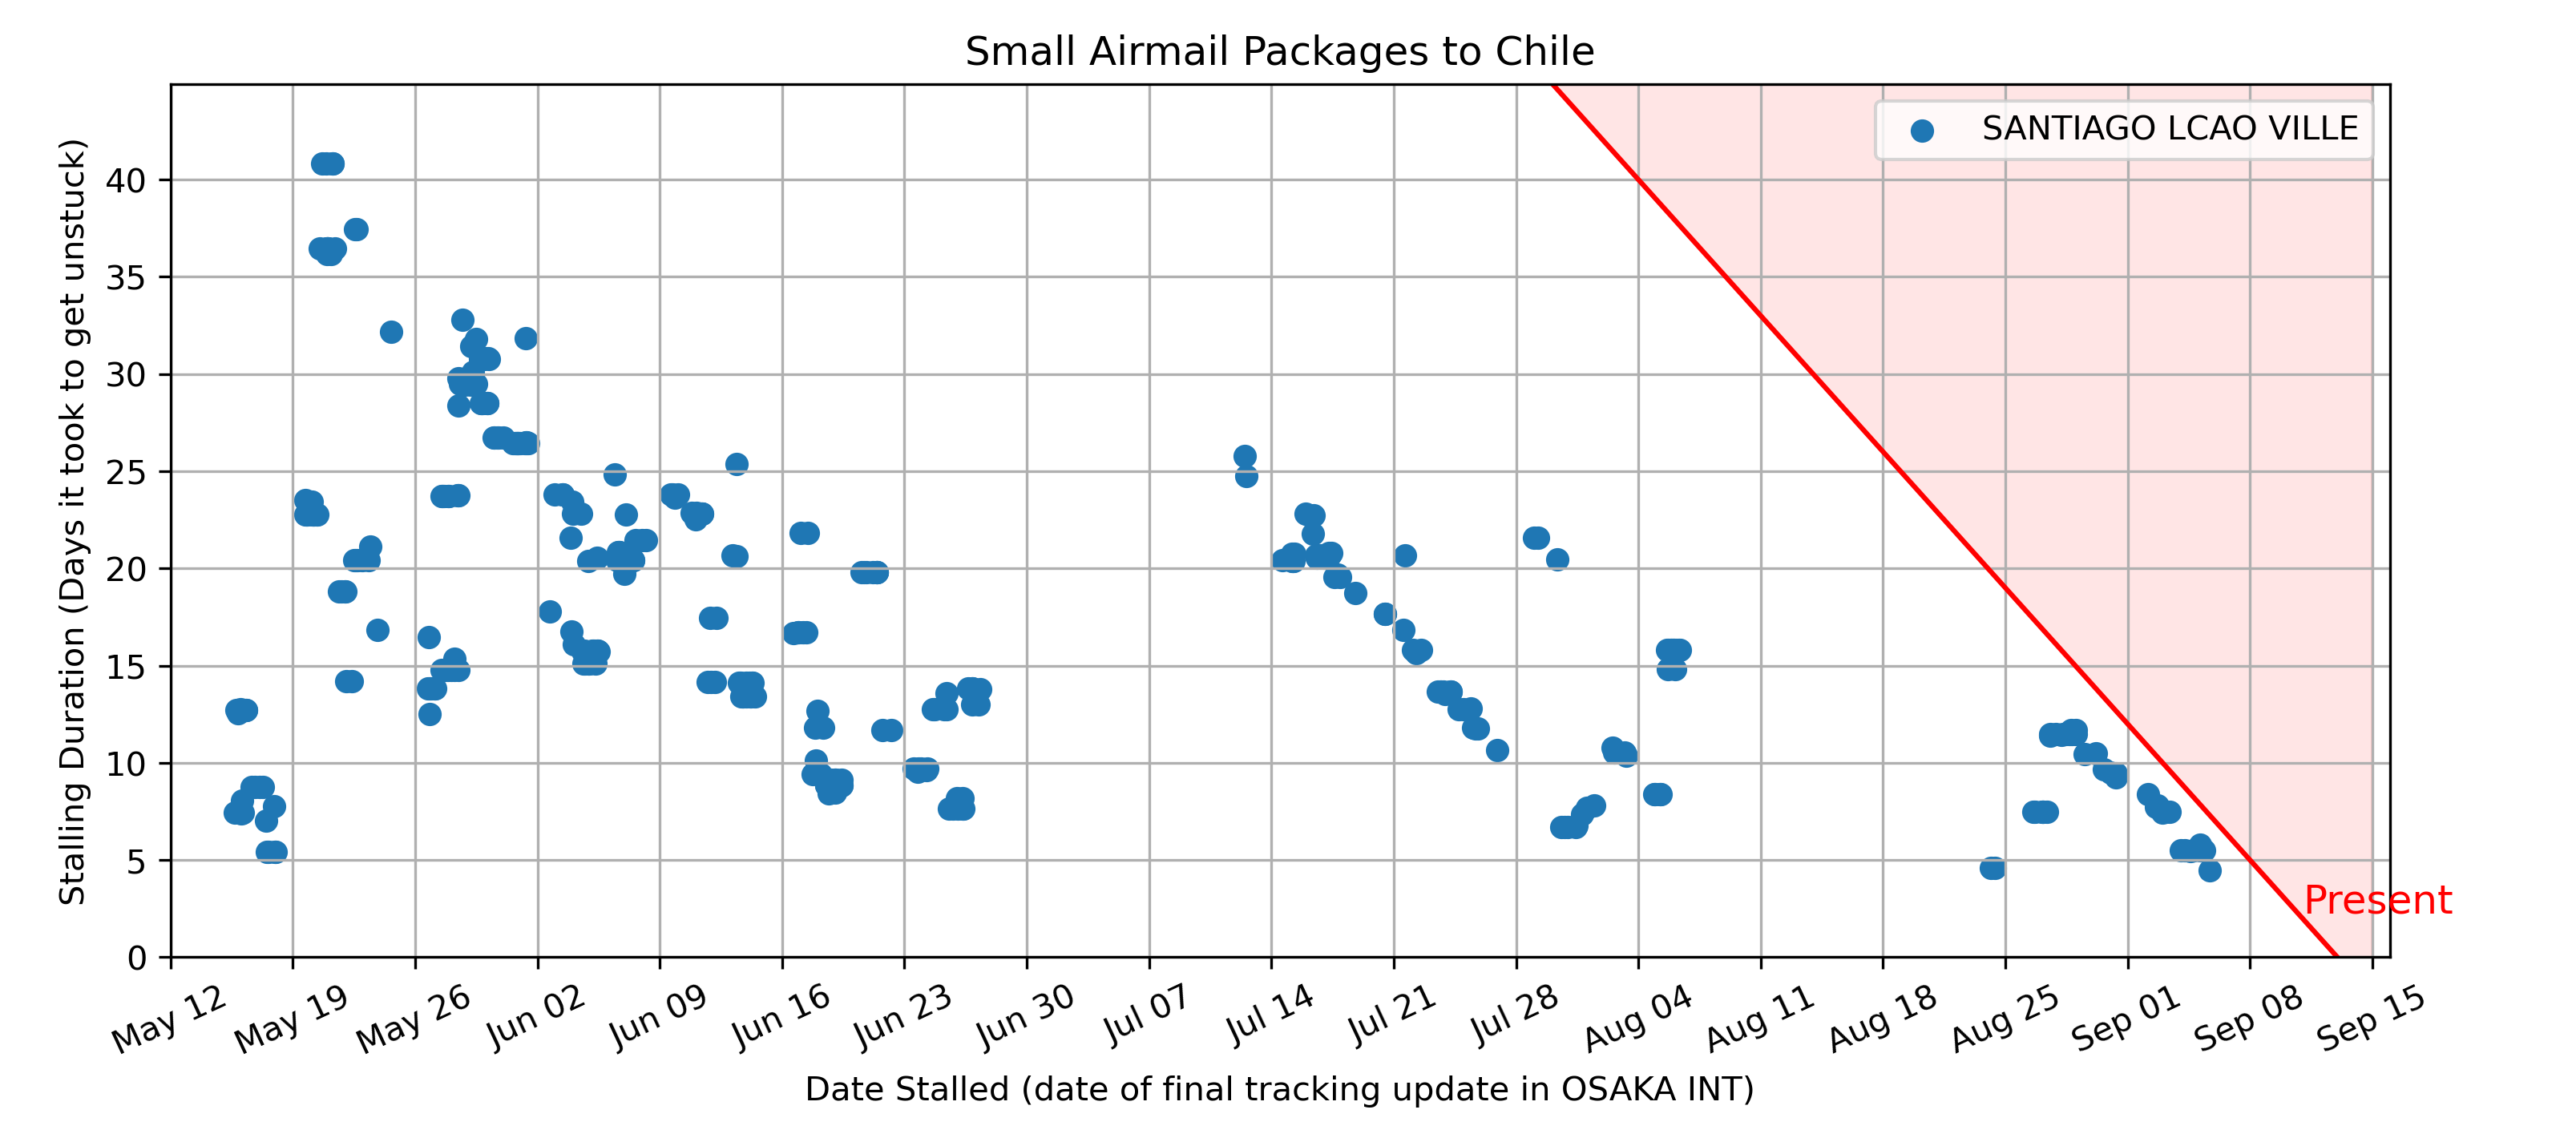 Small Airmail Packages to Chile
SANTIAGO LCAO VILLE
Stalling Duration (Days it took to get unstuck)
40
35
30
25
20
15
10
5
0
Present
May 12
May 19
May 26
Jun 02
Jun 09
Jun 16
Jun 23
Jun 30
Jul 07
Jul 14
Jul 21
Jul 28
Aug 04
Aug 11
Aug 18
Aug 25
Sep 01
Sep 08
Sep 15
Date Stalled (date of final tracking update in OSAKA INT)